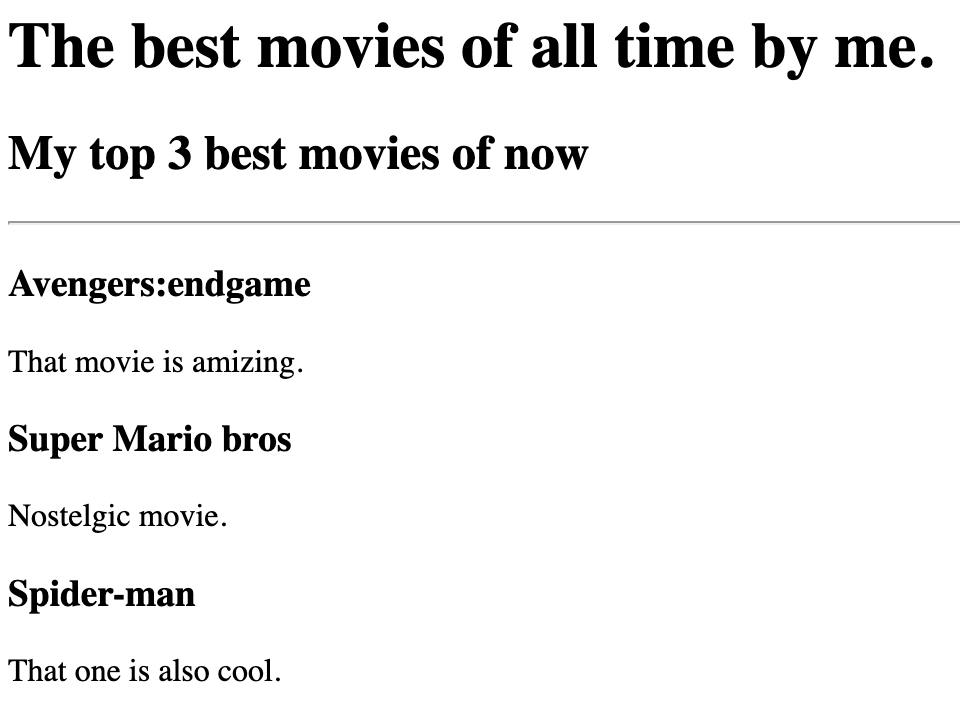 The best movies of all time by me.
My top 3 best movies of now
Avengers:endgame
That movie is amizing.
Super Mario bros
Nostelgic movie.
Spider-man
That one is also cool.